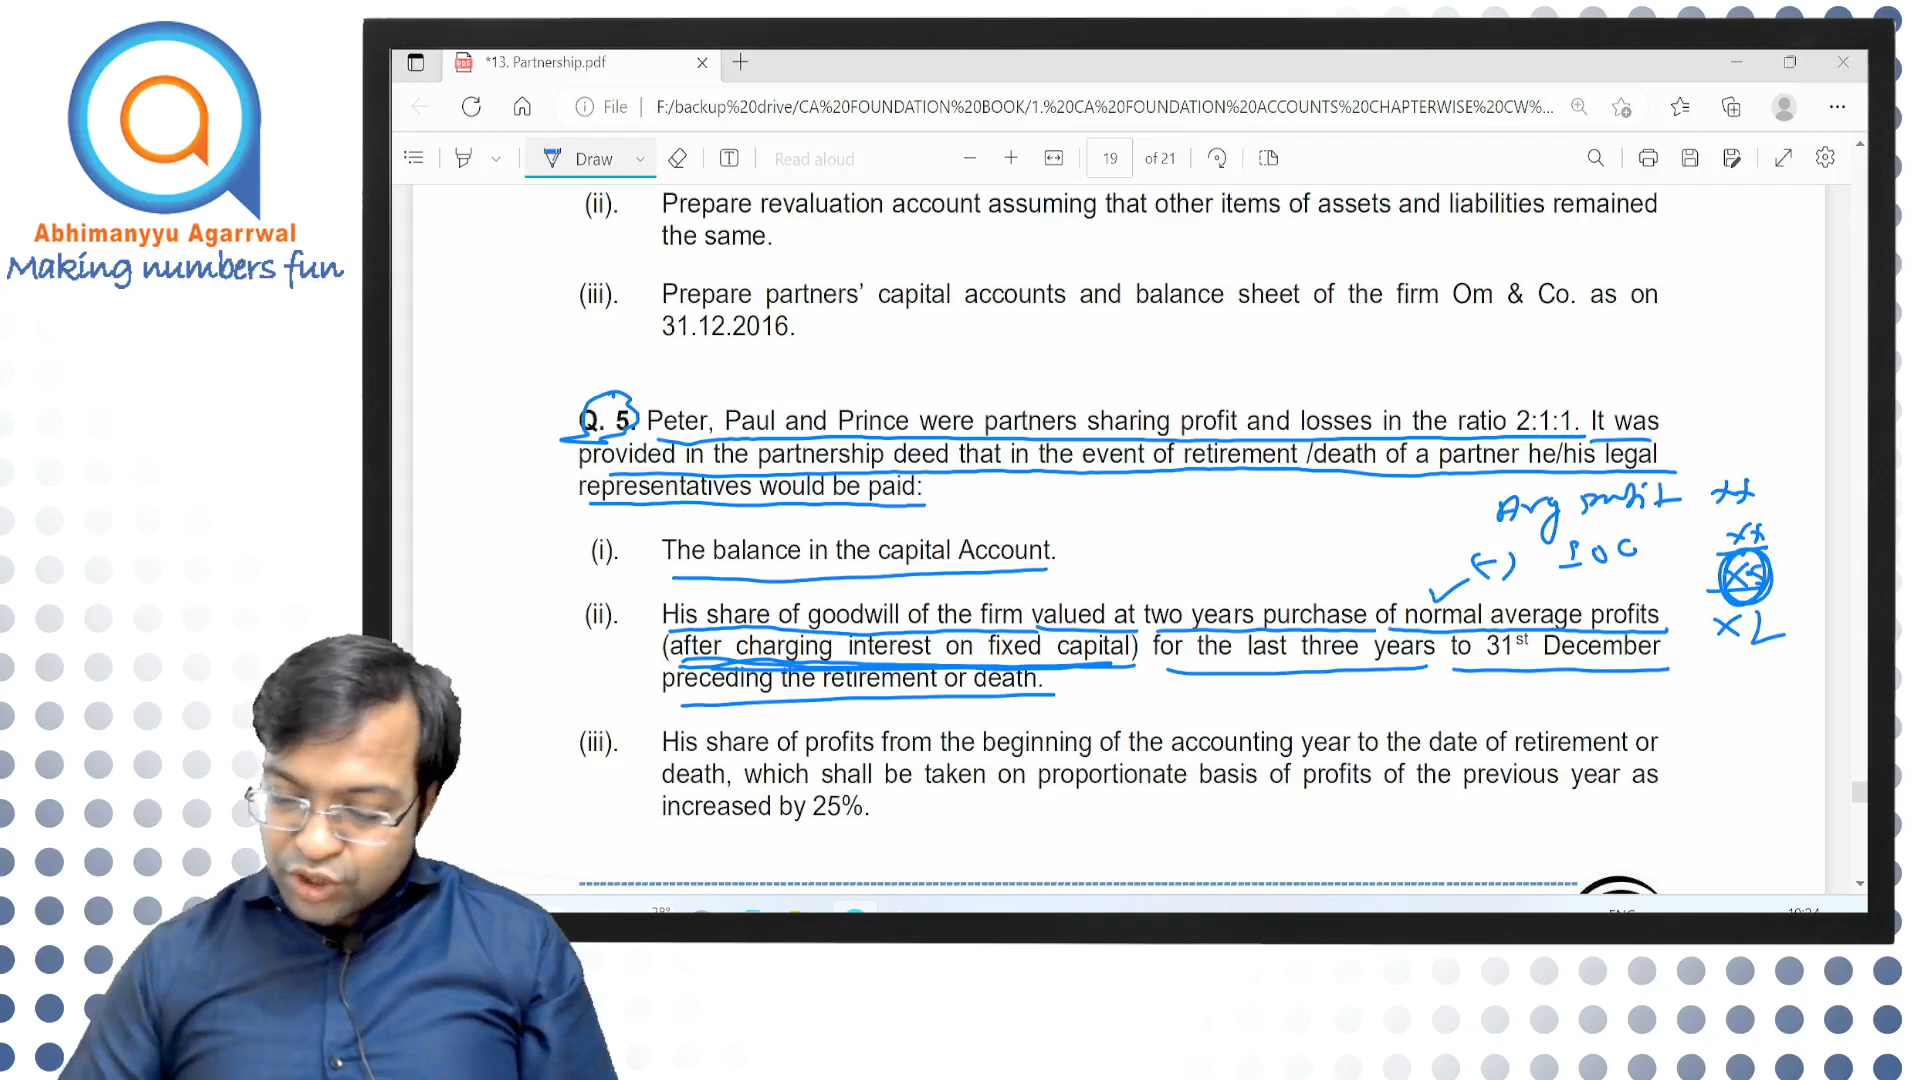 Abhimanyyu Agarrwal
Making numbers fun
*13. Partnership.pdf
File
F:/backup%20drive/CA%20FOUNDATION%20BOOK/1.%20CA%20FOUNDATION%20ACCOUNTS%20CHAPTERWISE%20CW%...
Draw
Read aloud
19 of 21
(ii). Prepare revaluation account assuming that other items of assets and liabilities remained
the same.
(iii). Prepare partners' capital accounts and balance sheet of the firm Om & Co. as on
31.12.2016.
Q. 5. Peter, Paul and Prince were partners sharing profit and losses in the ratio 2:1:1. It was
provided in the partnership deed that in the event of retirement /death of a partner he/his legal
representatives would be paid:
Avg profit xx
(i). The balance in the capital Account.
(-) IOC xx
(ii). His share of goodwill of the firm valued at two years purchase of normal average profits
(after charging interest on fixed capital) for the last three years to 31st December
preceding the retirement or death.
(iii). His share of profits from the beginning of the accounting year to the date of retirement or
death, which shall be taken on proportionate basis of profits of the previous year as
increased by 25%.